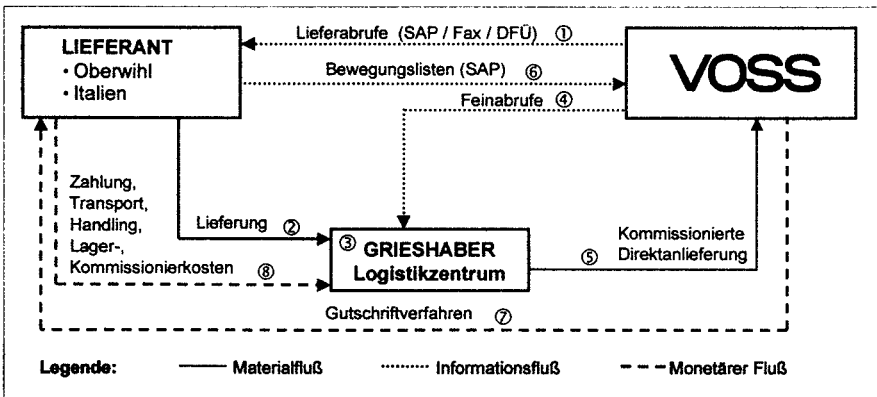 LIEFERANT
• Oberwihl
• Italien
Lieferabrufe (SAP / Fax / DFÜ) ①
Bewegungslisten (SAP) ⑥
Feinabrufe ④
VOSS
Zahlung,
Transport,
Handling,
Lager-,
Kommissionierkosten ⑧
Lieferung ②
③ GRIESHABER
Logistikzentrum
⑤ Kommissionierte
Direktanlieferung
Gutschriftverfahren ⑦
Legende: Materialfluß Informationsfluß Monetärer Fluß